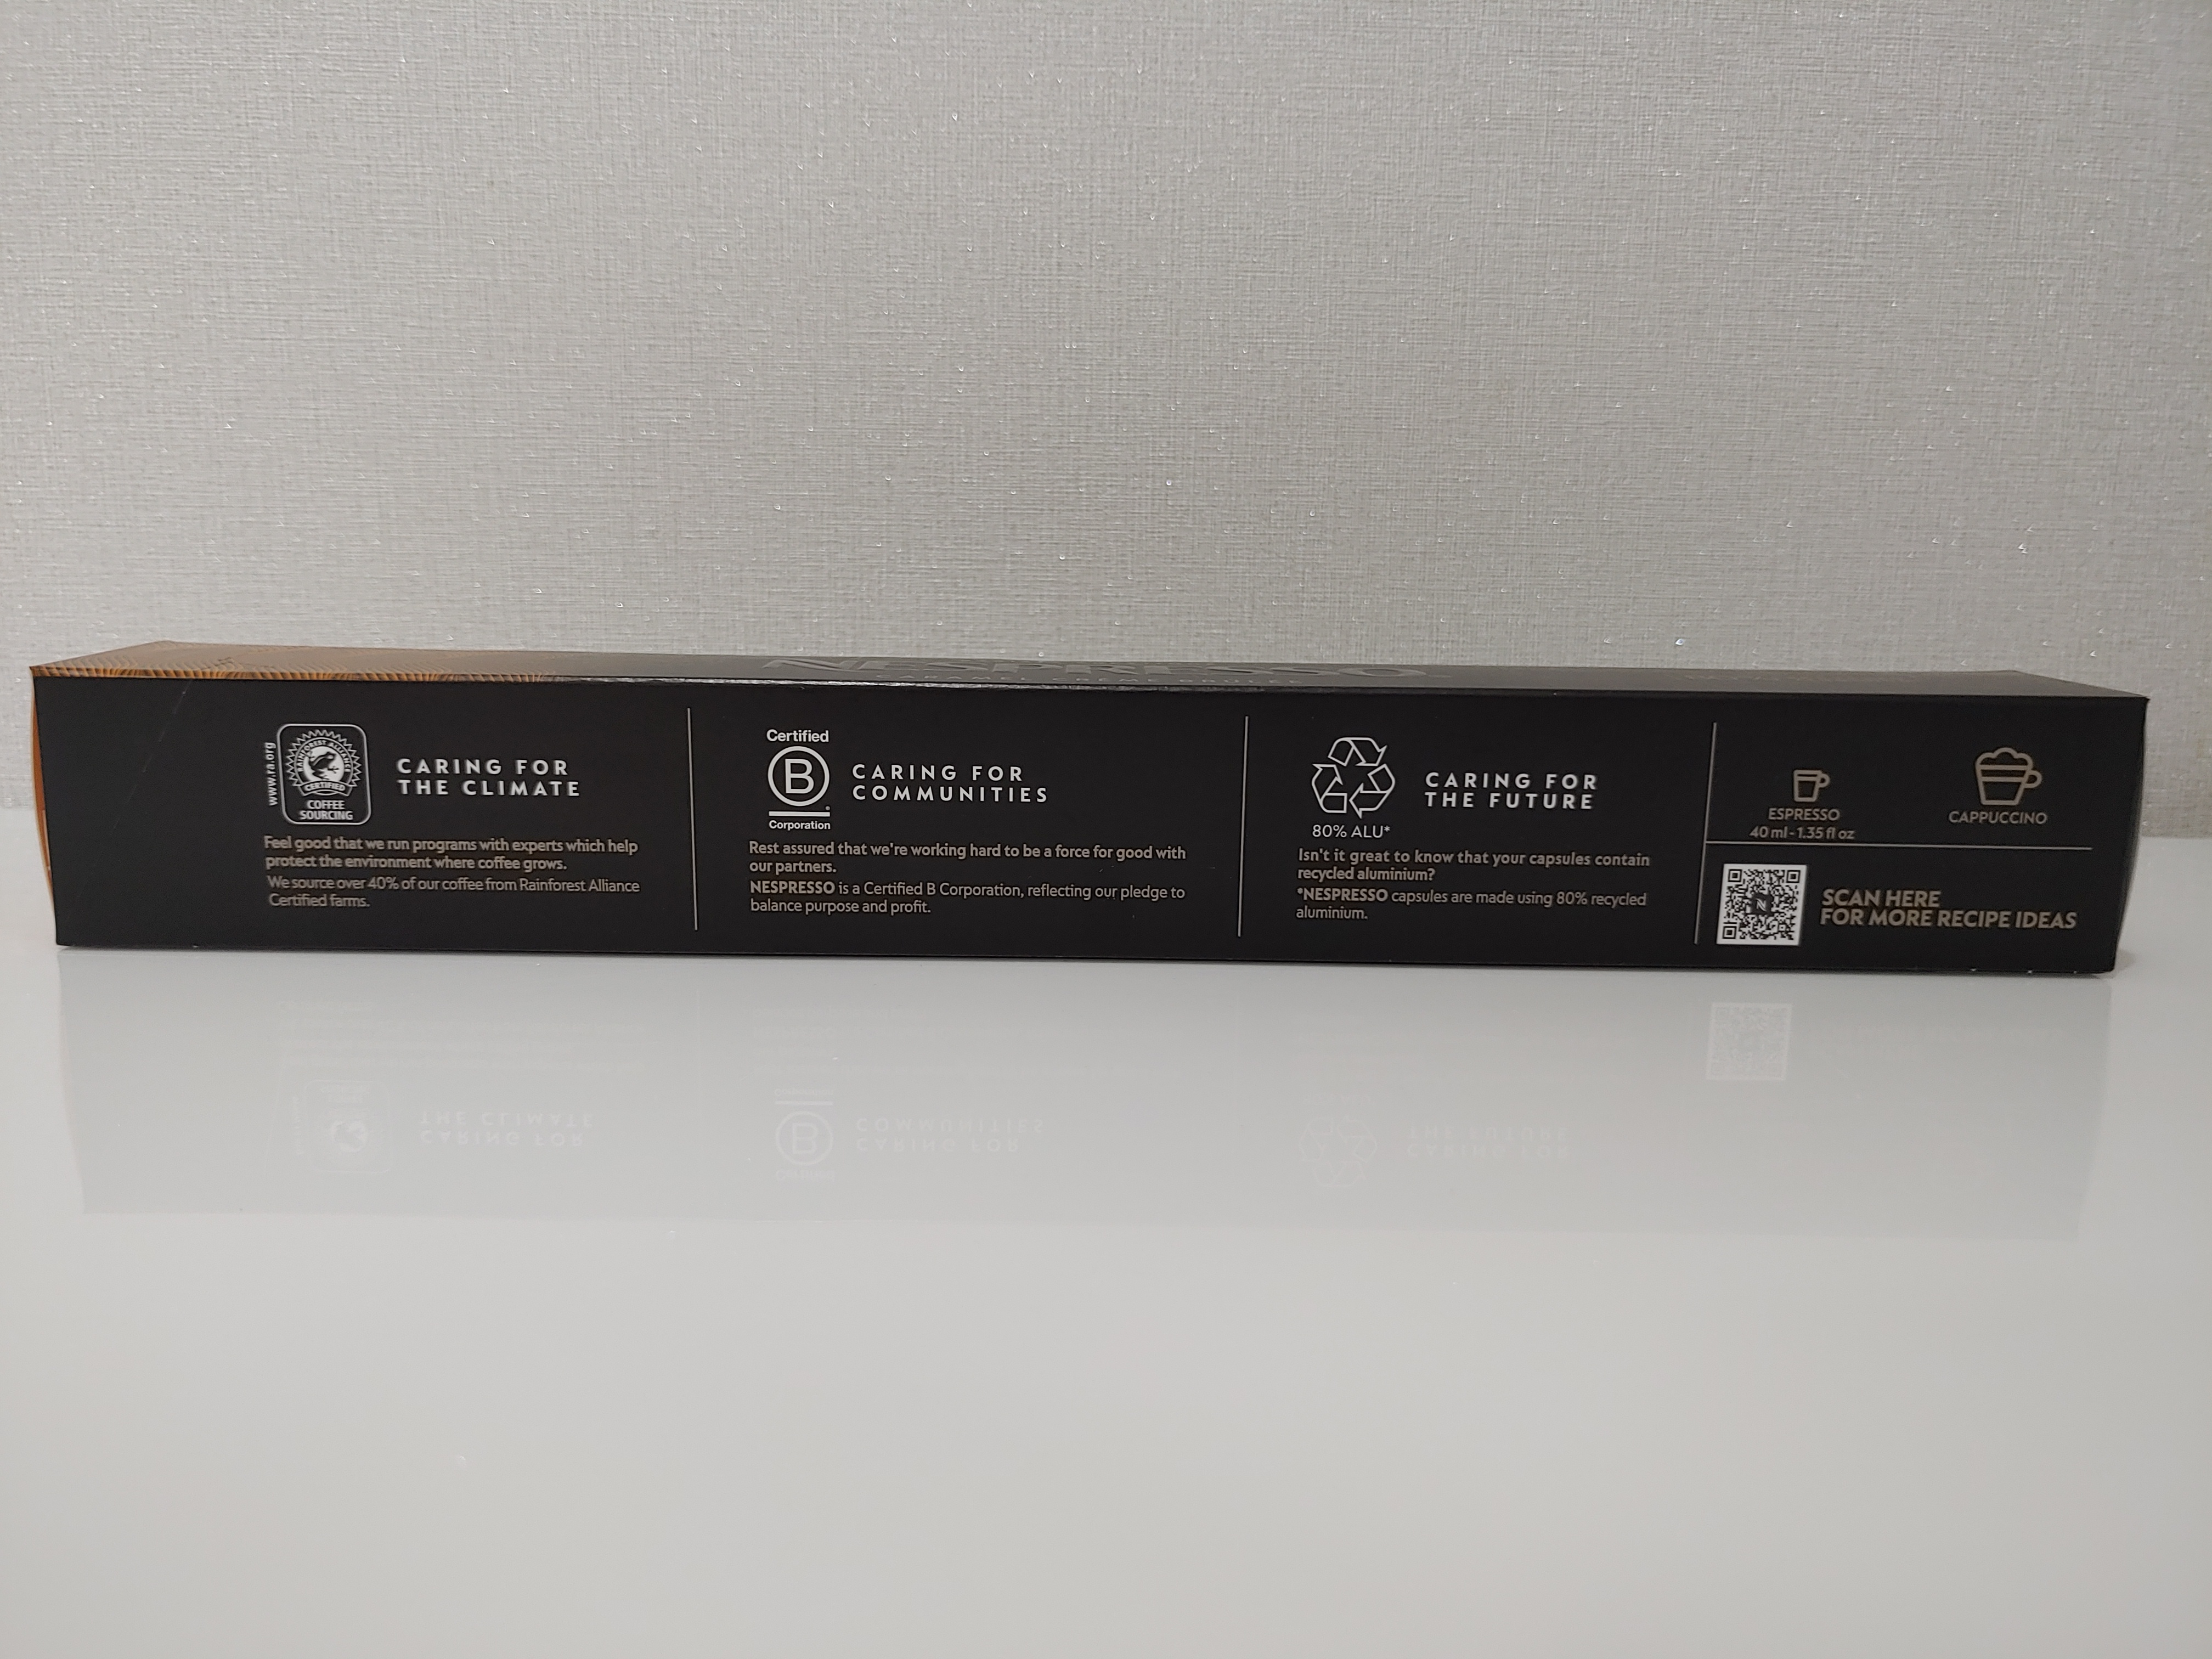 NESPRESSO
CARAMEL CRÈME BRÛLÉE
www.ra.org
RAINFOREST ALLIANCE
CERTIFIED
COFFEE
SOURCING
CARING FOR
THE CLIMATE
Feel good that we run programs with experts which help
protect the environment where coffee grows.
We source over 40% of our coffee from Rainforest Alliance
Certified farms.
Certified
B
Corporation
CARING FOR
COMMUNITIES
Rest assured that we're working hard to be a force for good with
our partners.
NESPRESSO is a Certified B Corporation, reflecting our pledge to
balance purpose and profit.
80% ALU*
CARING FOR
THE FUTURE
Isn't it great to know that your capsules contain
recycled aluminium?
*NESPRESSO capsules are made using 80% recycled
aluminium.
ESPRESSO
40 ml - 1.35 fl oz
CAPPUCCINO
N
SCAN HERE
FOR MORE RECIPE IDEAS